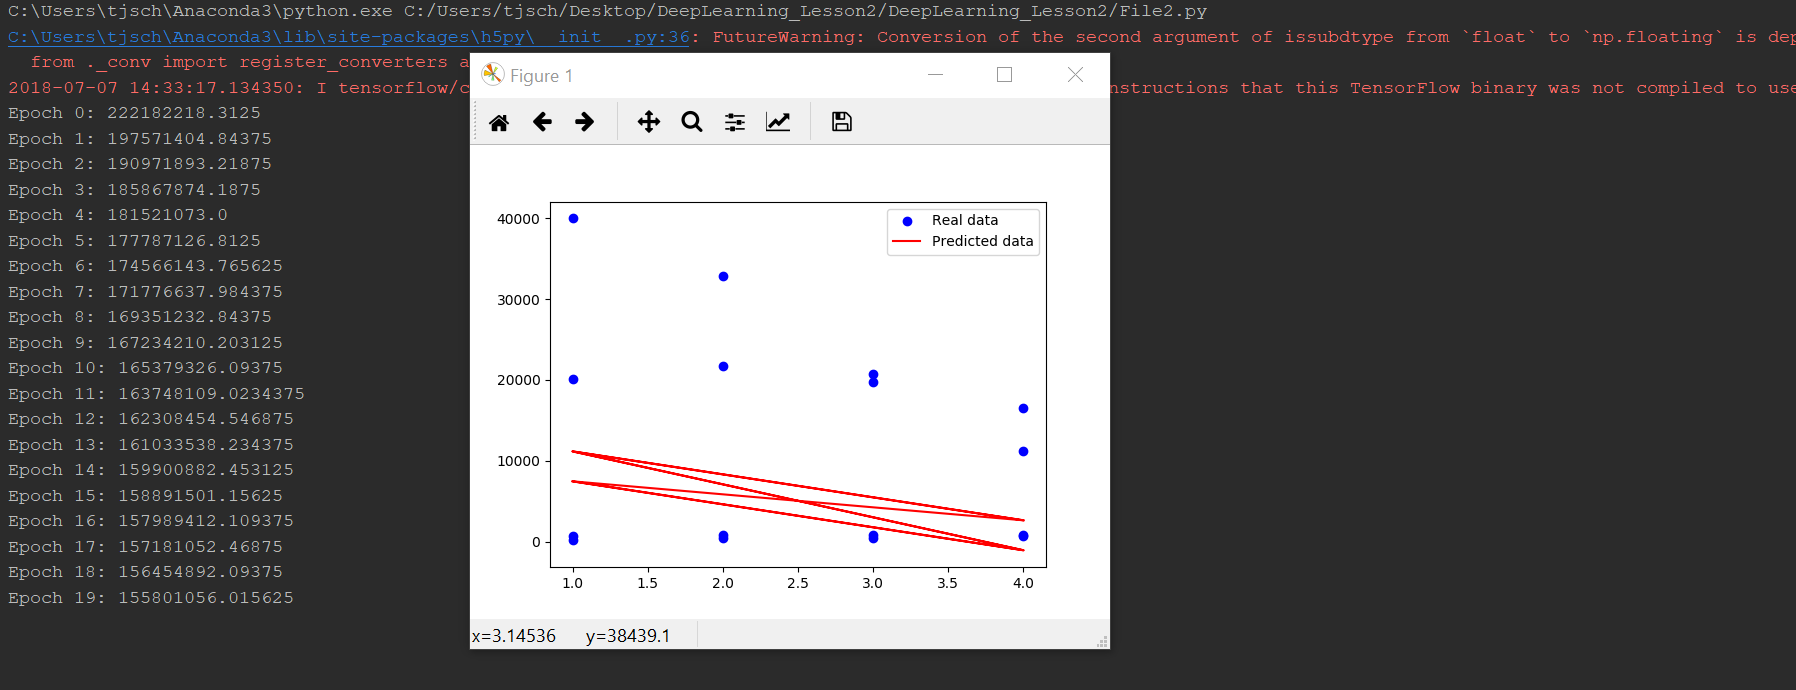 C:\Users\tjsch\Anaconda3\python.exe C:/Users/tjsch/Desktop/DeepLearning_Lesson2/DeepLearning_Lesson2/File2.py
C:\Users\tjsch\Anaconda3\lib\site-packages\h5py\__init__.py:36: FutureWarning: Conversion of the second argument of issubdtype from `float` to `np.floating` is dep
from ._conv import register_converters a
2018-07-07 14:33:17.134350: I tensorflow/c nstructions that this TensorFlow binary was not compiled to use
Epoch 0: 222182218.3125
Epoch 1: 197571404.84375
Epoch 2: 190971893.21875
Epoch 3: 185867874.1875
Epoch 4: 181521073.0
Epoch 5: 177787126.8125
Epoch 6: 174566143.765625
Epoch 7: 171776637.984375
Epoch 8: 169351232.84375
Epoch 9: 167234210.203125
Epoch 10: 165379326.09375
Epoch 11: 163748109.0234375
Epoch 12: 162308454.546875
Epoch 13: 161033538.234375
Epoch 14: 159900882.453125
Epoch 15: 158891501.15625
Epoch 16: 157989412.109375
Epoch 17: 157181052.46875
Epoch 18: 156454892.09375
Epoch 19: 155801056.015625
Figure 1
Real data
Predicted data
40000
30000
20000
10000
0
1.0 1.5 2.0 2.5 3.0 3.5 4.0
x=3.14536 y=38439.1